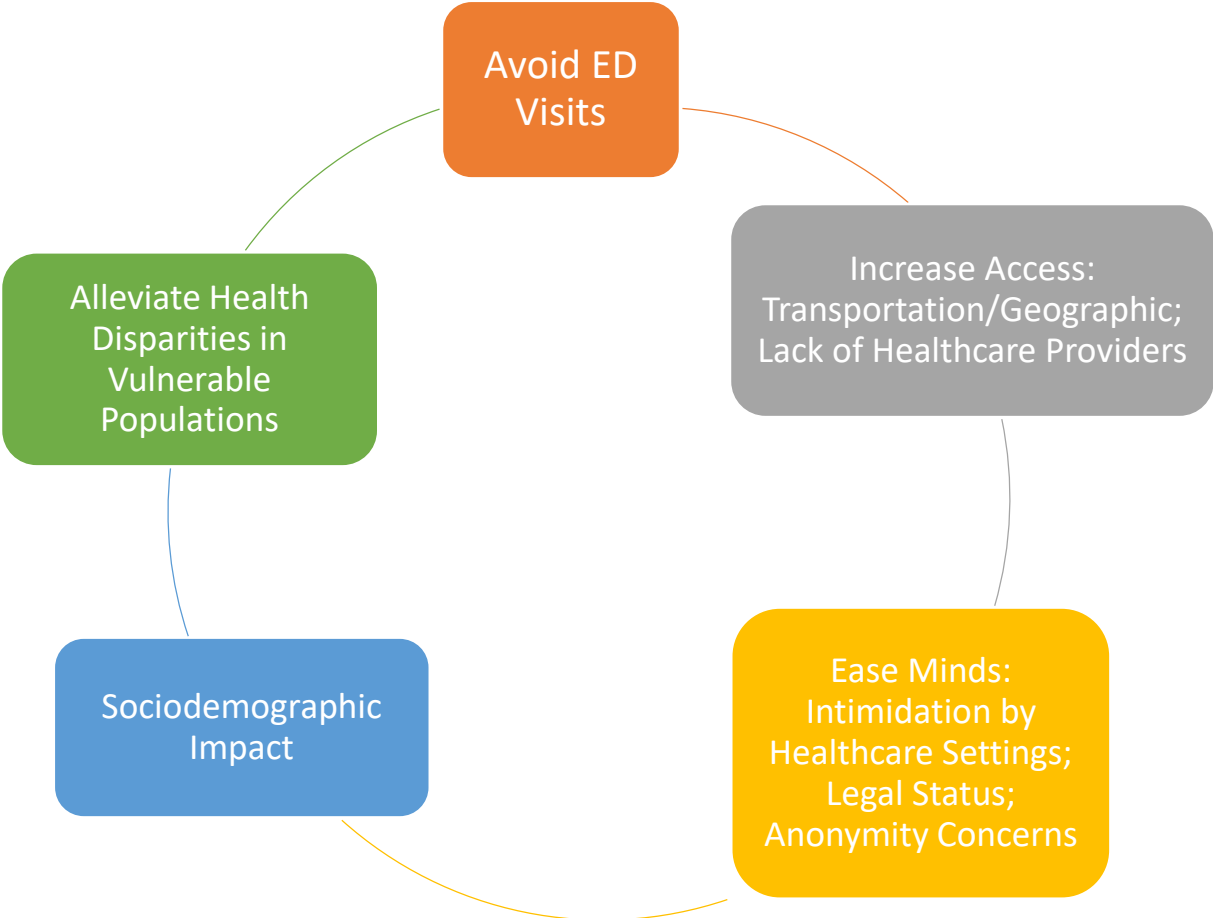 Avoid ED
Visits
Increase Access:
Transportation/Geographic;
Lack of Healthcare Providers
Ease Minds:
Intimidation by
Healthcare Settings;
Legal Status;
Anonymity Concerns
Sociodemographic
Impact
Alleviate Health
Disparities in
Vulnerable
Populations